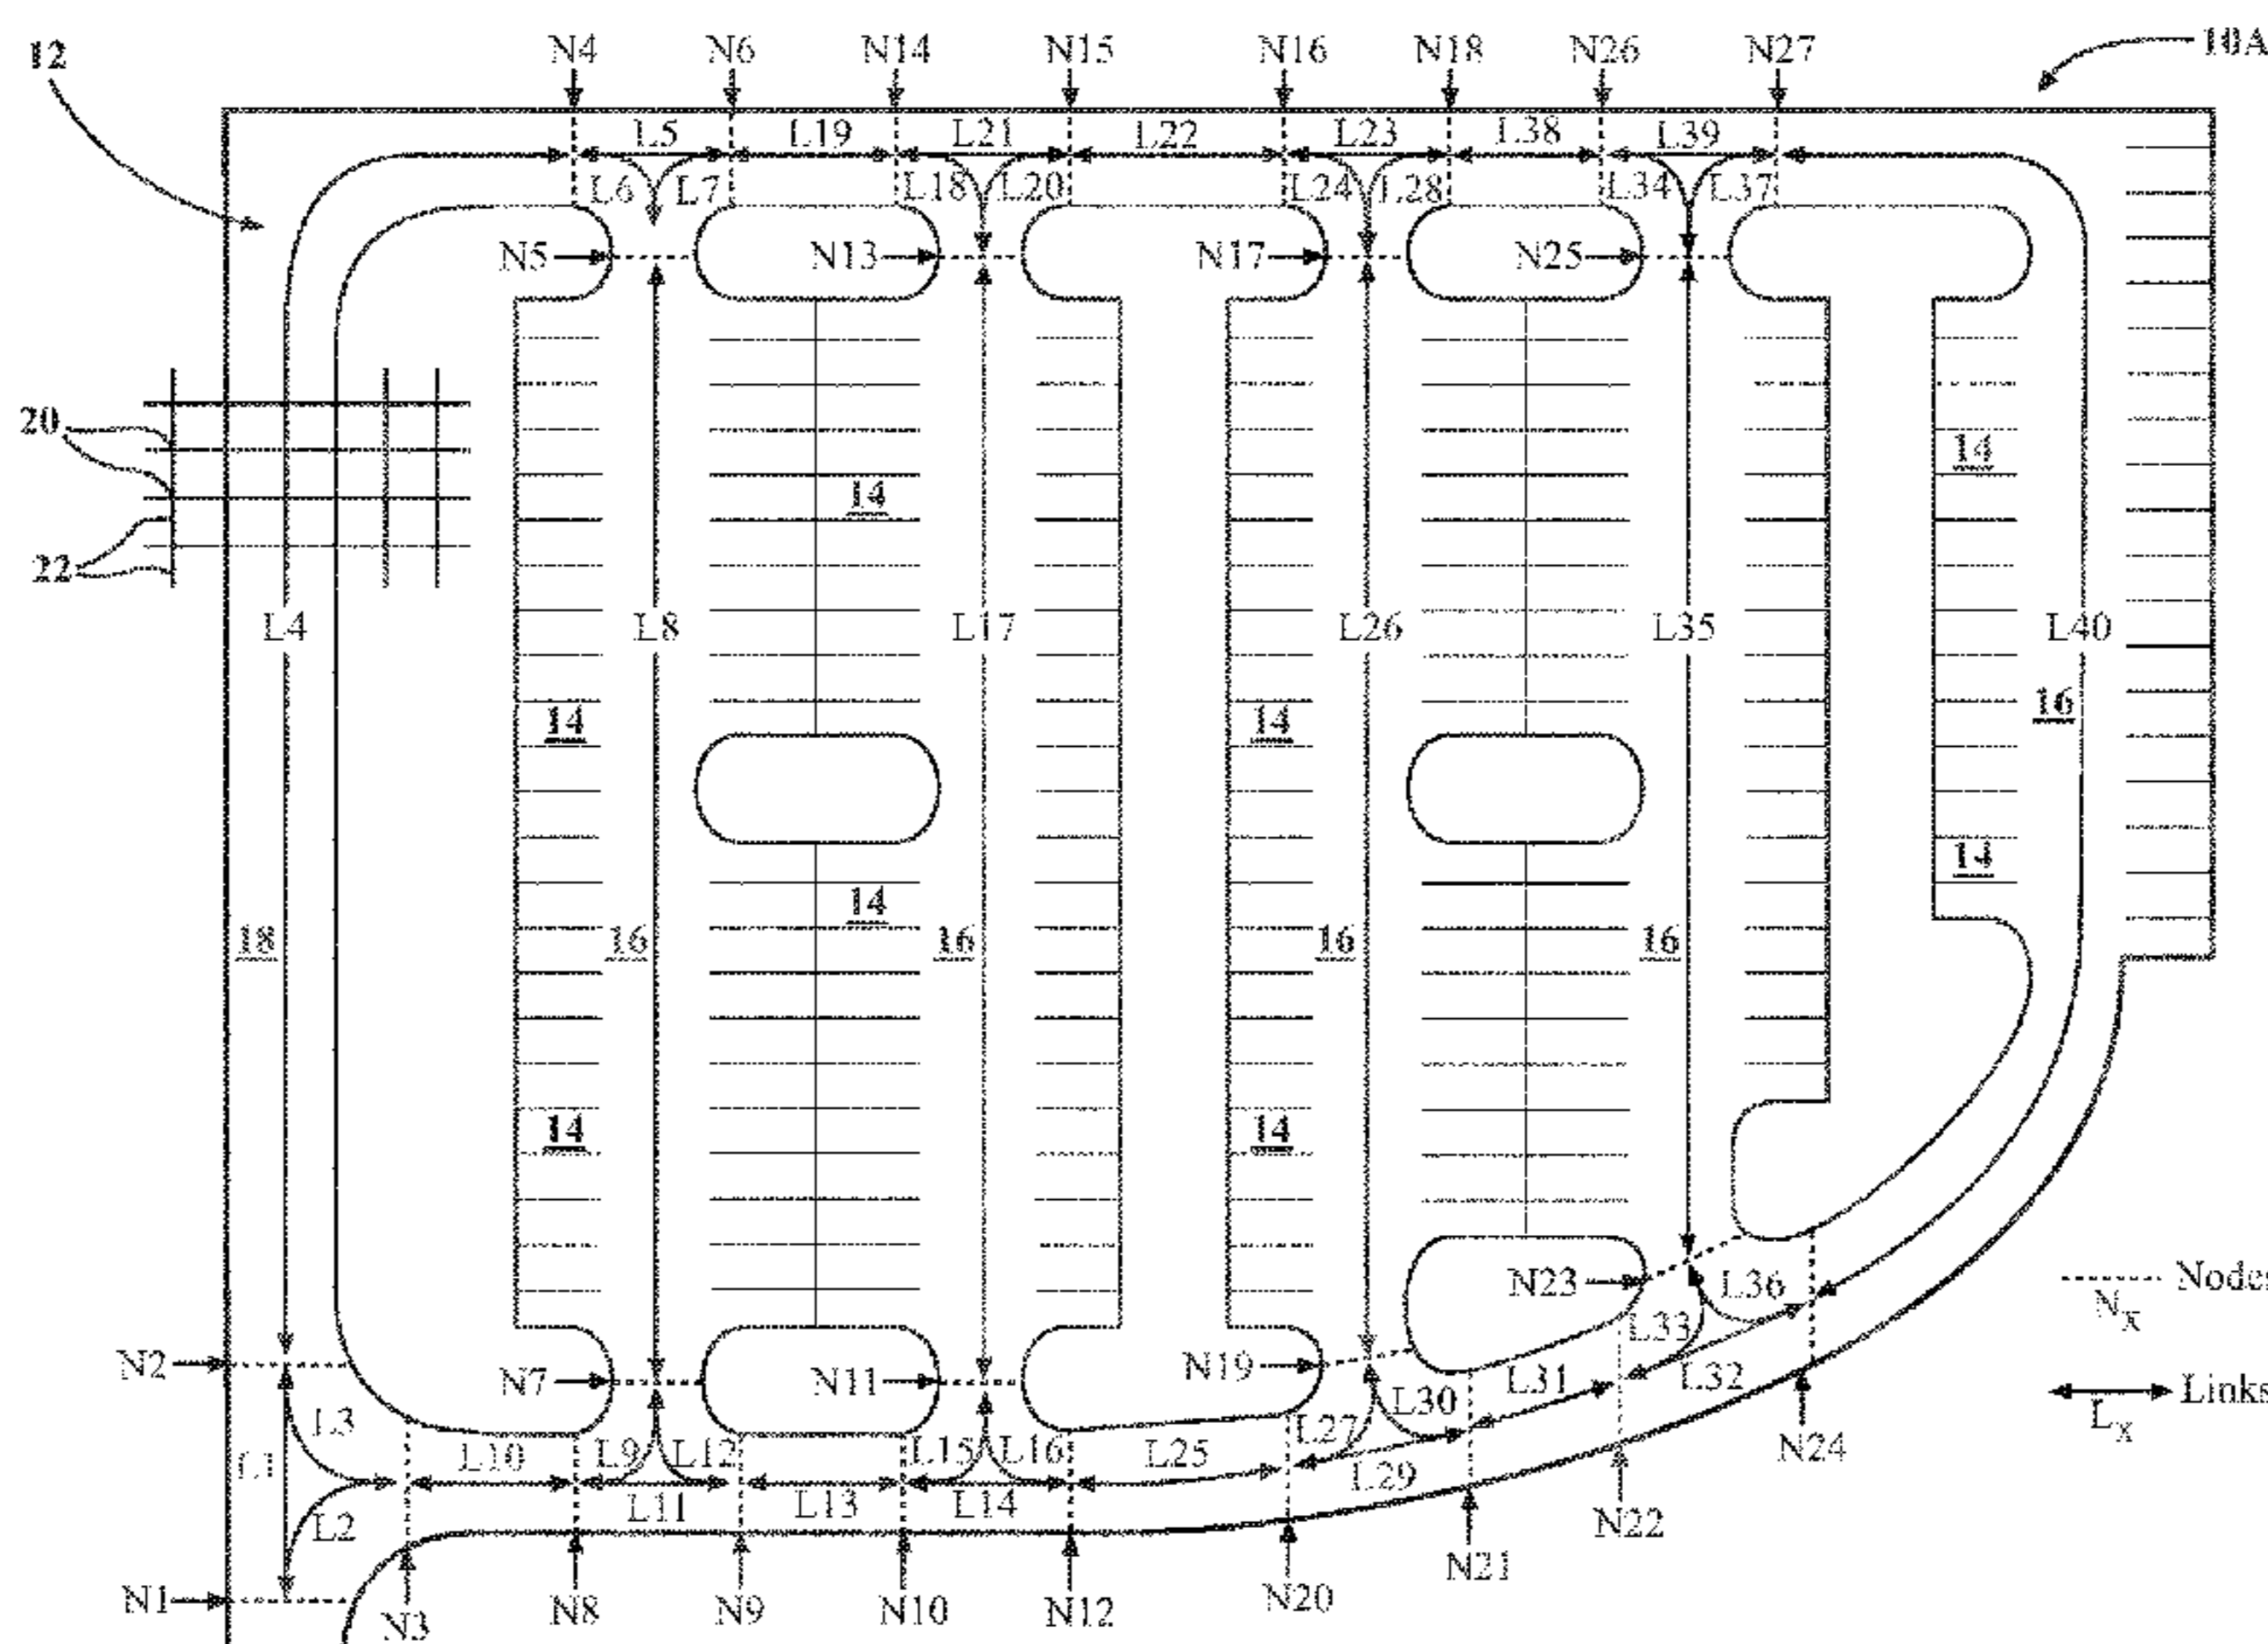 N4 N6 N14 N15 N16 N18 N26 N27 10A
12
L5 L19 L21 L22 L23 L38 L39
L6 L7 L18 L20 L24 L28 L34 L37
N5 N13 N17 N25
20
14
14
22
L4 L8 L17 L26 L35 L40
14 14 16
14
14
18 16 16 16 16
14 14
N23 L36 Nodes
N2 N7 N11 N19 L33 NX
L31 L32 Links
L3 L30 LX
L1 L10 L9 L12 L15 L16 L25 L27 N24
L2 L11 L13 L14 L29 N22
N21
N1 N3 N8 N9 N10 N12 N20